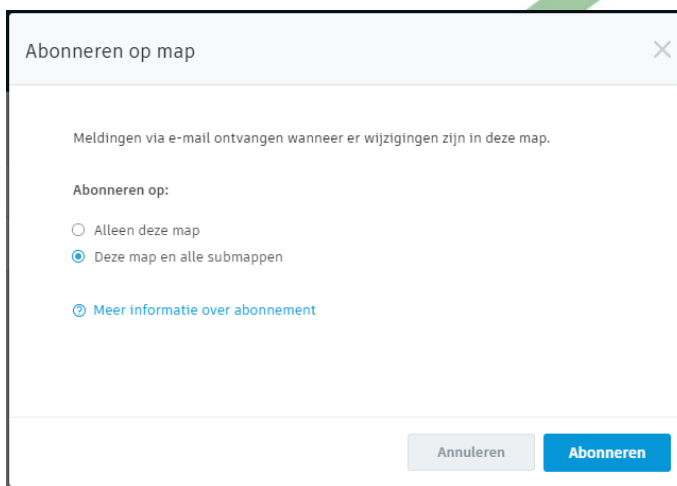 Abonneren op map
Meldingen via e-mail ontvangen wanneer er wijzigingen zijn in deze map.
Abonneren op:
Alleen deze map
Deze map en alle submappen
Meer informatie over abonnement
Annuleren
Abonneren